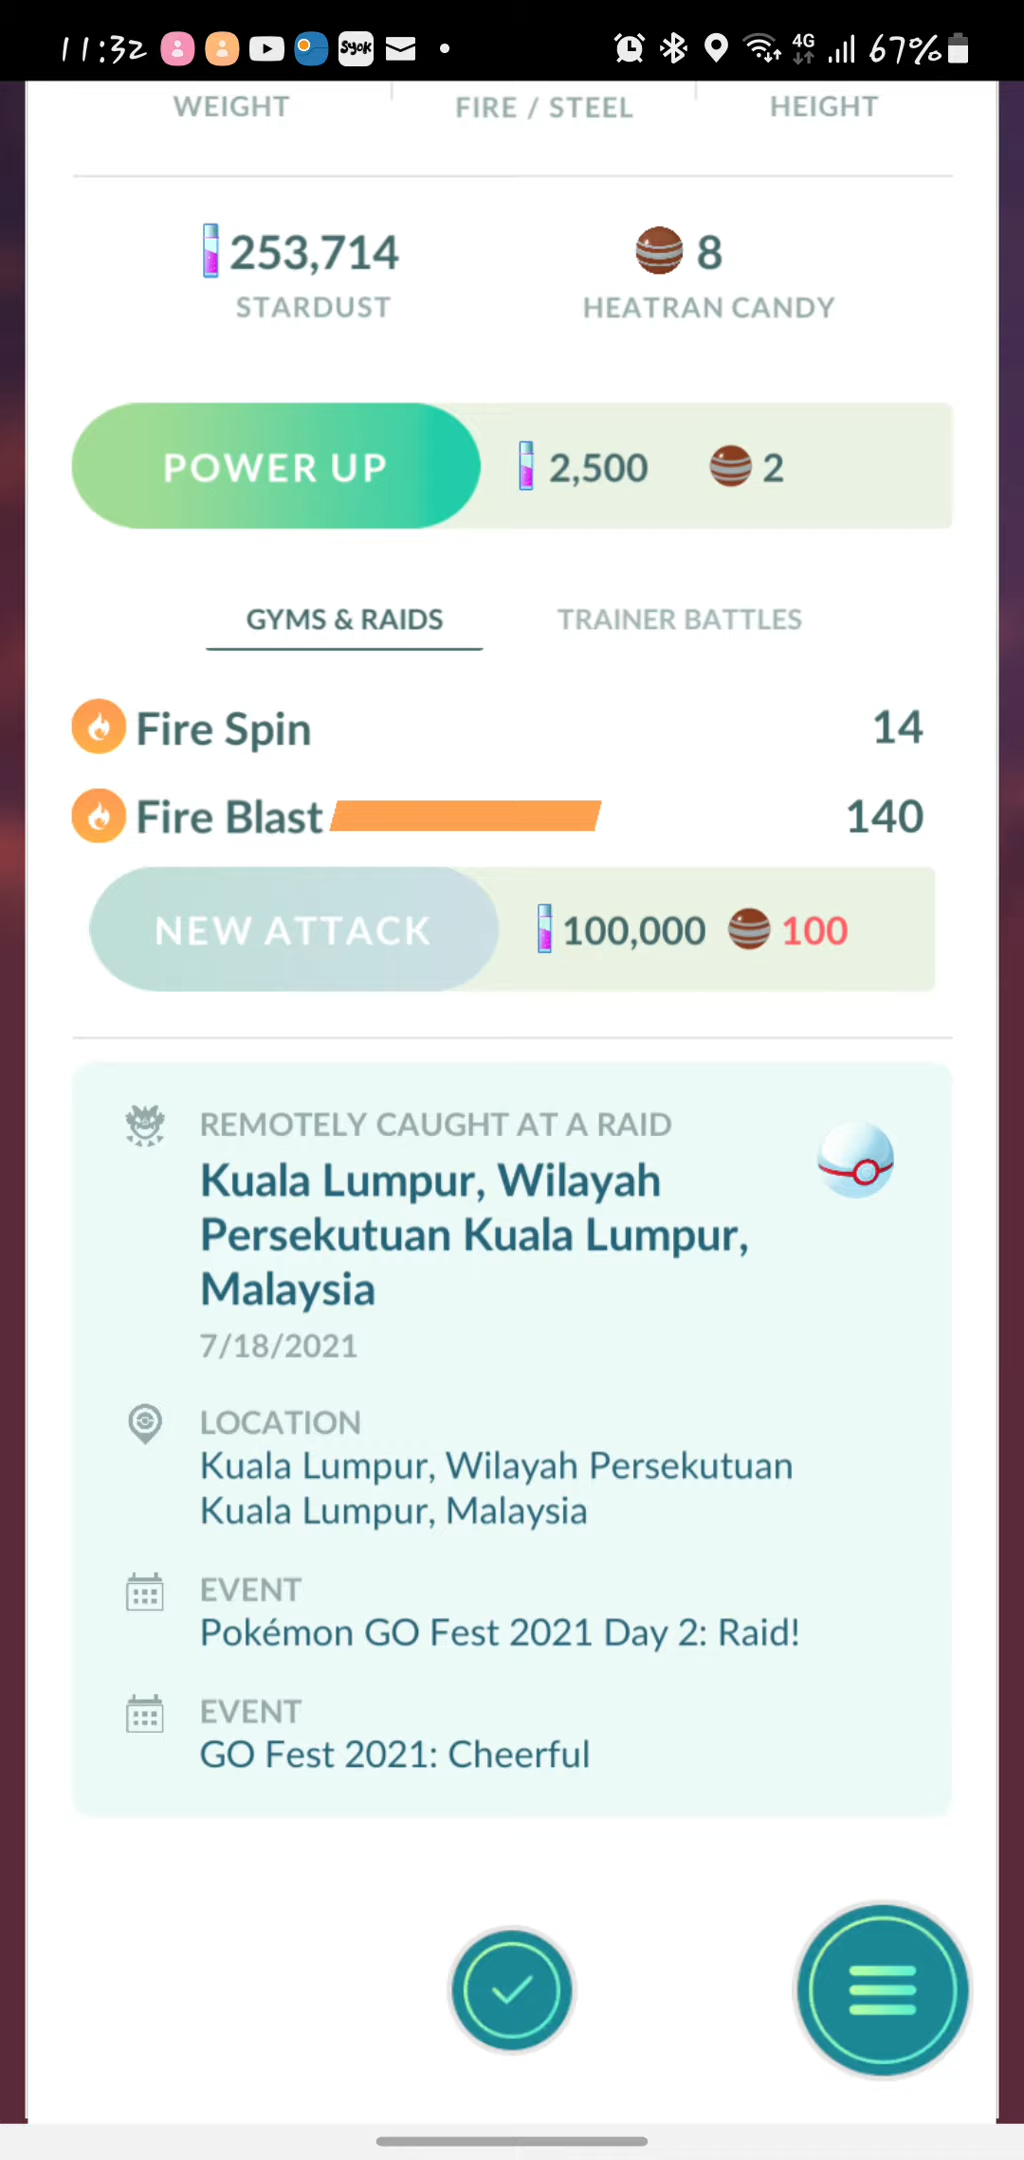 11:32 syok 4G 67%
WEIGHT FIRE / STEEL HEIGHT
253,714 8
STARDUST HEATRAN CANDY
POWER UP 2,500 2
GYMS & RAIDS TRAINER BATTLES
Fire Spin 14
Fire Blast 140
NEW ATTACK 100,000 100
REMOTELY CAUGHT AT A RAID
Kuala Lumpur, Wilayah
Persekutuan Kuala Lumpur,
Malaysia
7/18/2021
LOCATION
Kuala Lumpur, Wilayah Persekutuan
Kuala Lumpur, Malaysia
EVENT
Pokémon GO Fest 2021 Day 2: Raid!
EVENT
GO Fest 2021: Cheerful